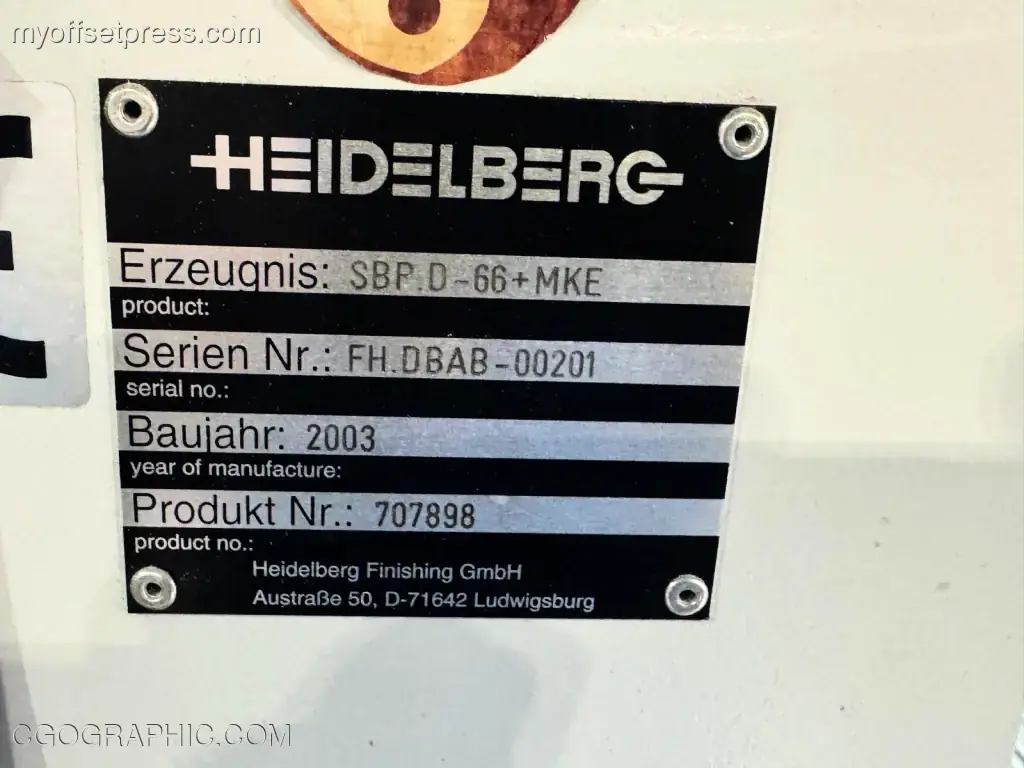 myoffsetpress.com
HEIDELBERG
Erzeugnis: SBP.D-66+MKE
product:
Serien Nr.: FH.DBAB-00201
serial no.:
Baujahr: 2003
year of manufacture:
Produkt Nr.: 707898
product no.:
Heidelberg Finishing GmbH
Austraße 50, D-71642 Ludwigsburg
CGOGRAPHIC.COM